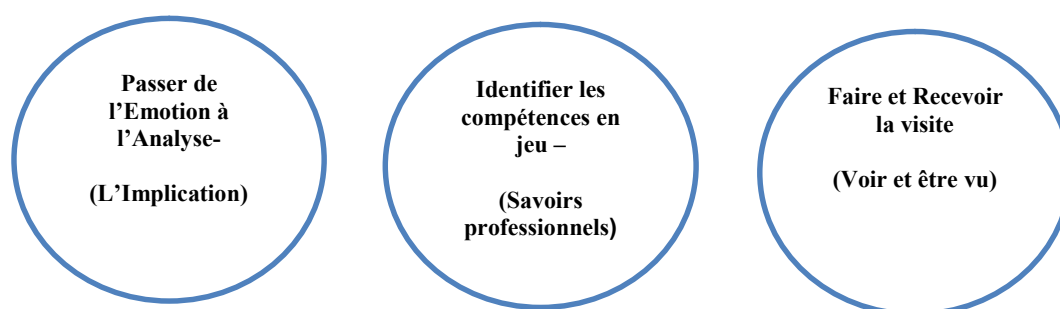 Passer de
l’Emotion à
l’Analyse-
(L’Implication)
Identifier les
compétences en
jeu –
(Savoirs
professionnels)
Faire et Recevoir
la visite
(Voir et être vu)